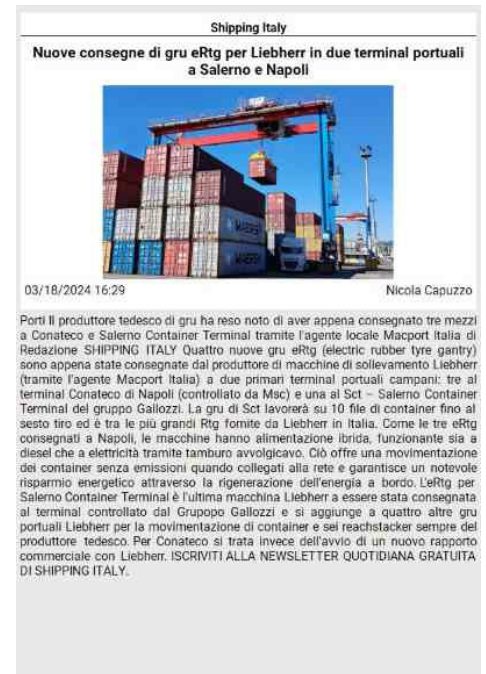 Shipping Italy
Nuove consegne di gru eRtg per Liebherr in due terminal portuali
a Salerno e Napoli
MAERSK
03/18/2024 16:29
Nicola Capuzzo
Porti Il produttore tedesco di gru ha reso noto di aver appena consegnato tre mezzi
a Conateco e Salerno Container Terminal tramite l'agente locale Macport Italia di
Redazione SHIPPING ITALY Quattro nuove gru eRtg (electric rubber tyre gantry)
sono appena state consegnate dal produttore di macchine di sollevamento Liebherr
(tramite l'agente Macport Italia) a due primari terminal portuali campani: tre al
terminal Conateco di Napoli (controllato da Msc) e una al Sct – Salerno Container
Terminal del gruppo Gallozzi. La gru di Sct lavorerà su 10 file di container fino al
sesto tiro ed è tra le più grandi Rtg fornite da Liebherr in Italia. Come le tre eRtg
consegnati a Napoli, le macchine hanno alimentazione ibrida, funzionante sia a
diesel che a elettricità tramite tamburo avvolgicavo. Ciò offre una movimentazione
dei container senza emissioni quando collegati alla rete e garantisce un notevole
risparmio energetico attraverso la rigenerazione dell'energia a bordo. L'eRtg per
Salerno Container Terminal è l'ultima macchina Liebherr a essere stata consegnata
al terminal controllato dal Grupopo Gallozzi e si aggiunge a quattro altre gru
portuali Liebherr per la movimentazione di container e sei reachstacker sempre del
produttore tedesco. Per Conateco si tratta invece dell'avvio di un nuovo rapporto
commerciale con Liebherr. ISCRIVITI ALLA NEWSLETTER QUOTIDIANA GRATUITA
DI SHIPPING ITALY.